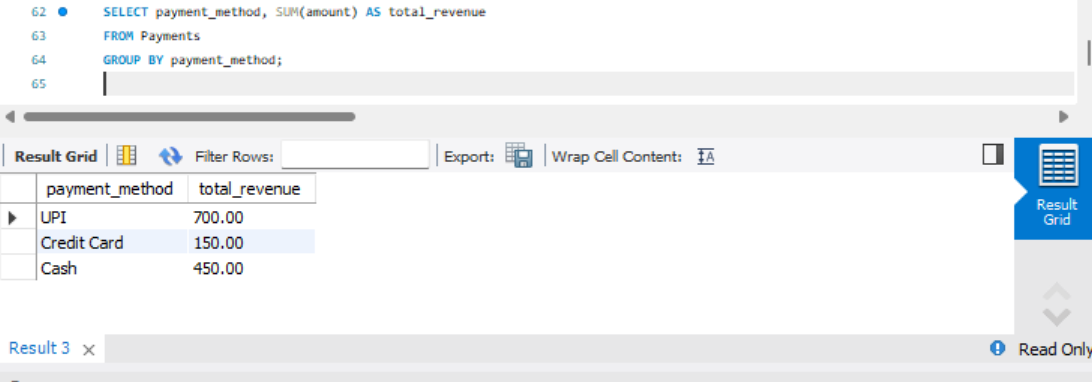 62 SELECT payment_method, SUM(amount) AS total_revenue
63 FROM Payments
64 GROUP BY payment_method;
65
Result Grid Filter Rows: Export: Wrap Cell Content: IA
payment_method total_revenue
UPI 700.00
Credit Card 150.00
Cash 450.00
Result
Grid
Result 3 × Read Only